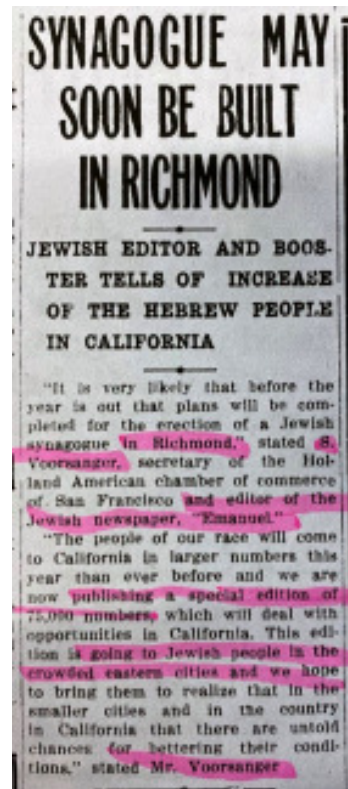 SYNAGOGUE MAY
SOON BE BUILT
IN RICHMOND
JEWISH EDITOR AND BOOS-
TER TELLS OF INCREASE
OF THE HEBREW PEOPLE
IN CALIFORNIA
"It is very likely that before the
year is out that plans will be com-
pleted for the erection of a Jewish
synagogue in Richmond," stated S.
Voorsanger, secretary of the Hol-
land American chamber of commerce
of San Francisco and editor of the
Jewish newspaper, "Emanuel."
"The people of our race will come
to California in larger numbers this
year than ever before and we are
now publishing a special edition of
75,000 numbers, which will deal with
opportunities in California. This edi-
tion is going to Jewish people in the
crowded eastern cities and we hope
to bring them to realize that in the
smaller cities and in the country
in California that there are untold
chances for bettering their condi-
tions," stated Mr. Voorsanger